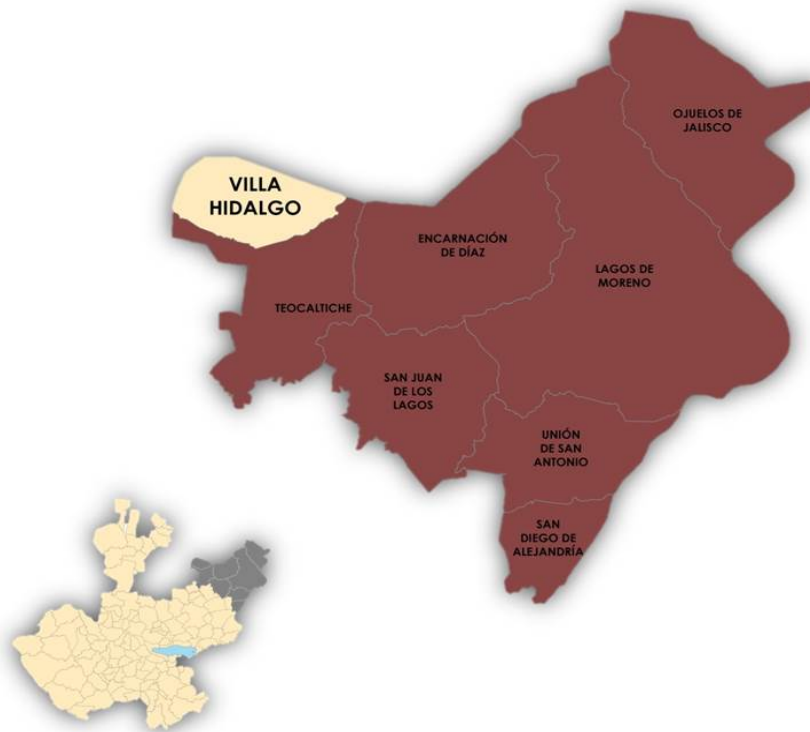 OJUELOS DE
JALISCO
VILLA
HIDALGO
ENCARNACIÓN
DE DÍAZ
LAGOS DE
MORENO
TEOCALTICHE
SAN JUAN
DE LOS
LAGOS
UNIÓN
DE SAN
ANTONIO
SAN
DIEGO DE
ALEJANDRÍA